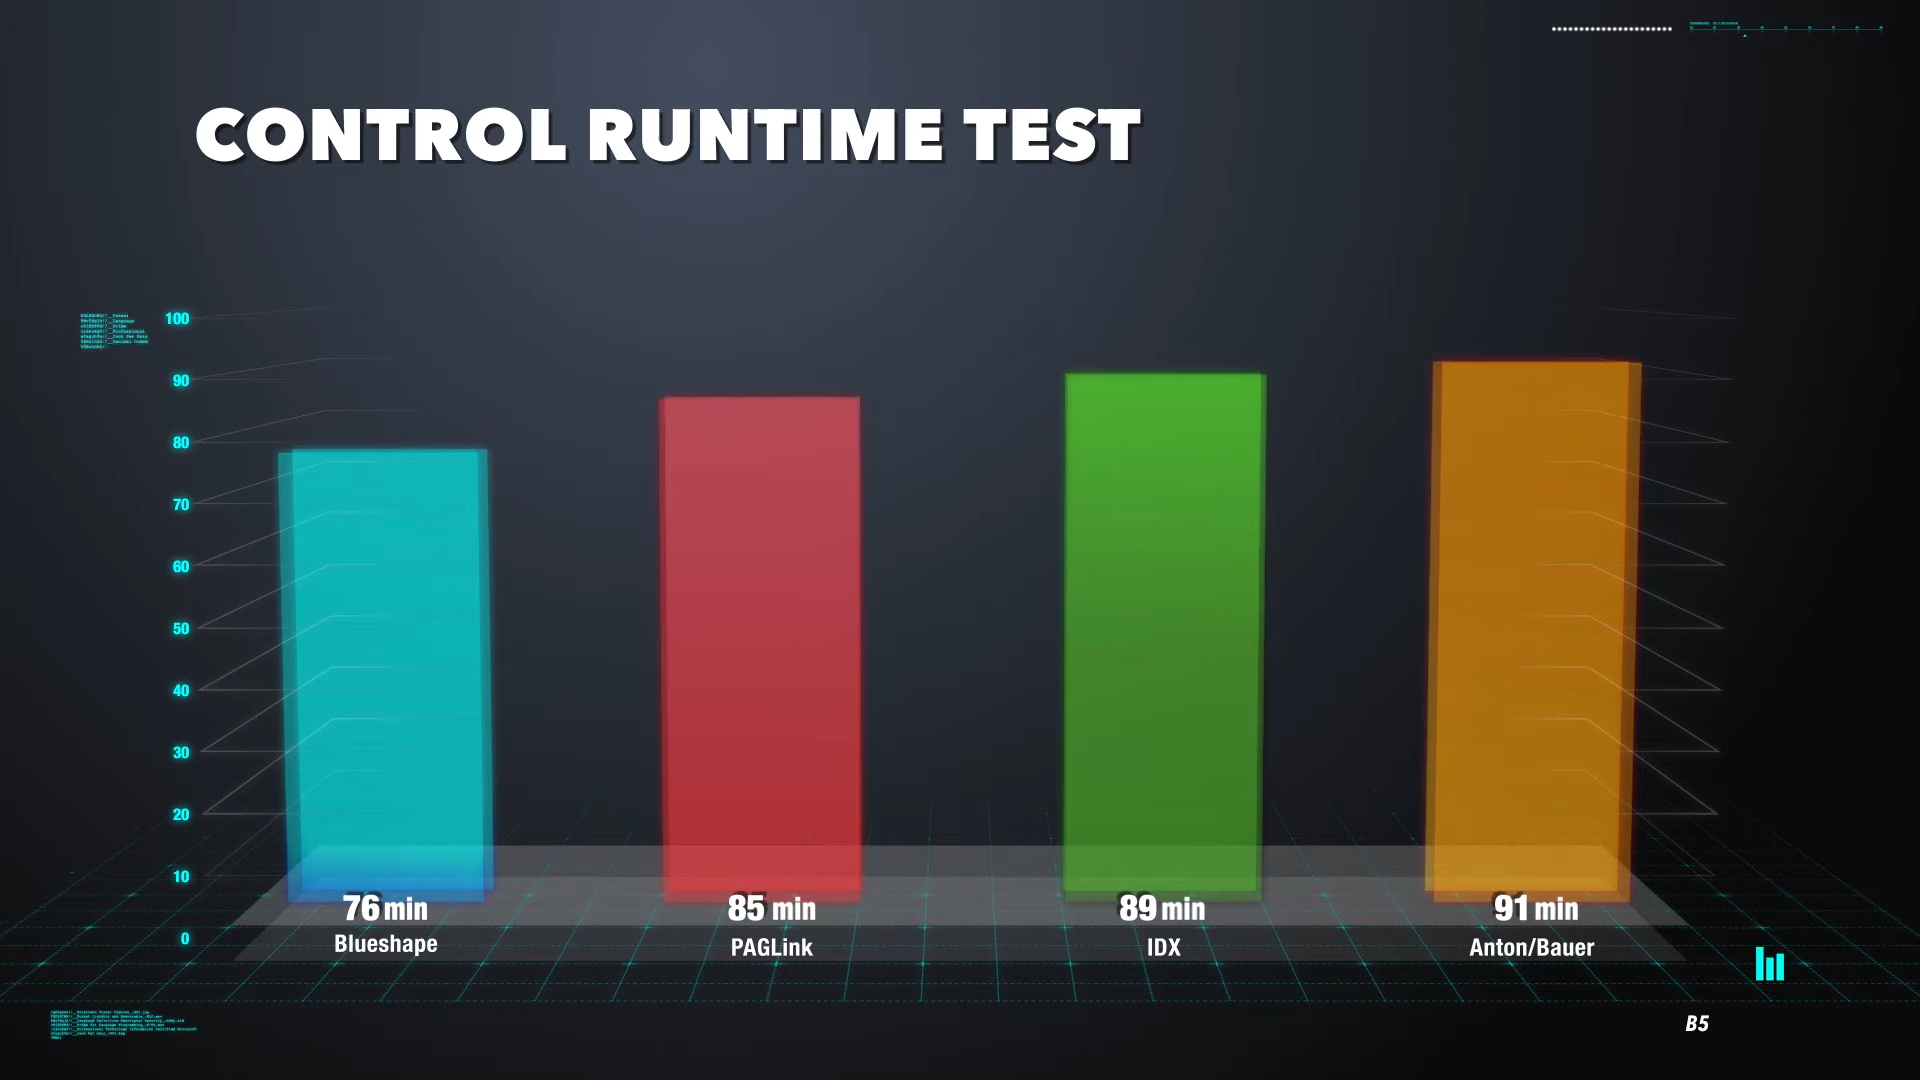 CONTROL RUNTIME TEST
100
90
80
70
60
50
40
30
20
10
0
76 min
85 min
89 min
91 min
Blueshape
PAGLink
IDX
Anton/Bauer
B5